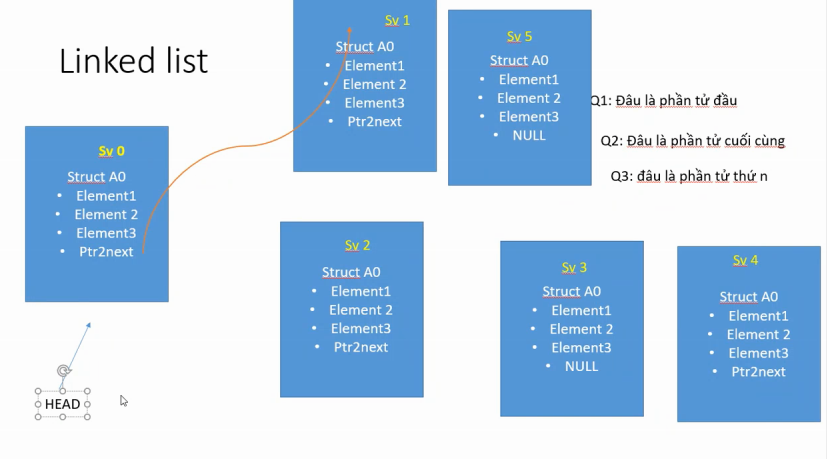 Linked list
Sv 0
Struct A0
• Element1
• Element 2
• Element3
• Ptr2next
HEAD
Sv 1
Struct A0
• Element1
• Element 2
• Element3
• Ptr2next
Sv 5
Struct A0
• Element1
• Element 2
• Element3
• NULL
Q1: Đâu là phần tử đầu
Q2: Đâu là phần tử cuối cùng
Q3: đâu là phần tử thứ n
Sv 2
Struct A0
• Element1
• Element 2
• Element3
• Ptr2next
Sv 3
Struct A0
• Element1
• Element 2
• Element3
• NULL
Sv 4
Struct A0
• Element1
• Element 2
• Element3
• Ptr2next